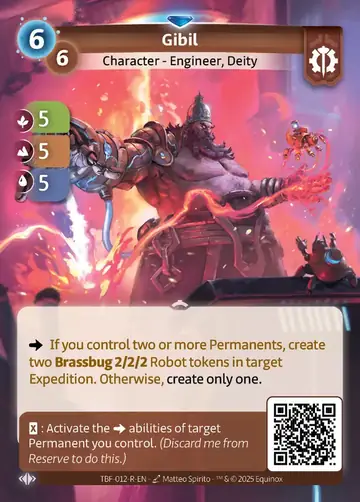 6
6
Gibil
Character - Engineer, Deity
5
5
5
➔ If you control two or more Permanents, create
two Brassbug 2/2/2 Robot tokens in target
Expedition. Otherwise, create only one.
X : Activate the ➔ abilities of target
Permanent you control. (Discard me from
Reserve to do this.)
TBF-012-R-EN - Matteo Spirito - ™ & © 2025 Equinox